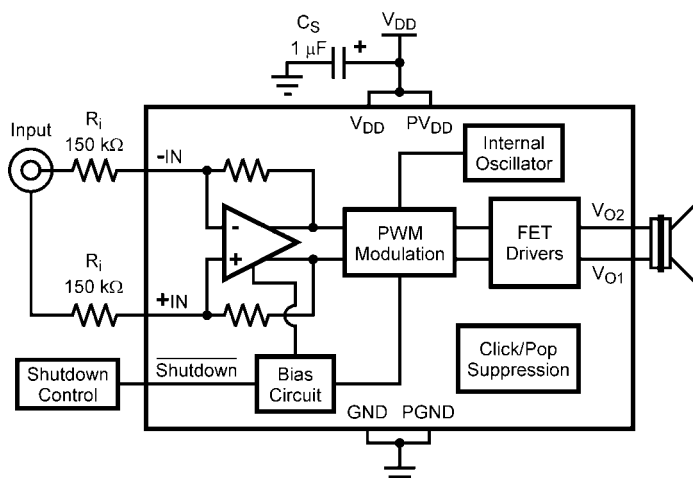 C_S
1 µF
+
V_DD
V_DD
PV_DD
Input
R_i
150 kΩ
-IN
Internal
Oscillator
-
+
PWM
Modulation
FET
Drivers
V_O2
V_O1
R_i
150 kΩ
+IN
Shutdown
Control
Shutdown
Bias
Circuit
Click/Pop
Suppression
GND
PGND